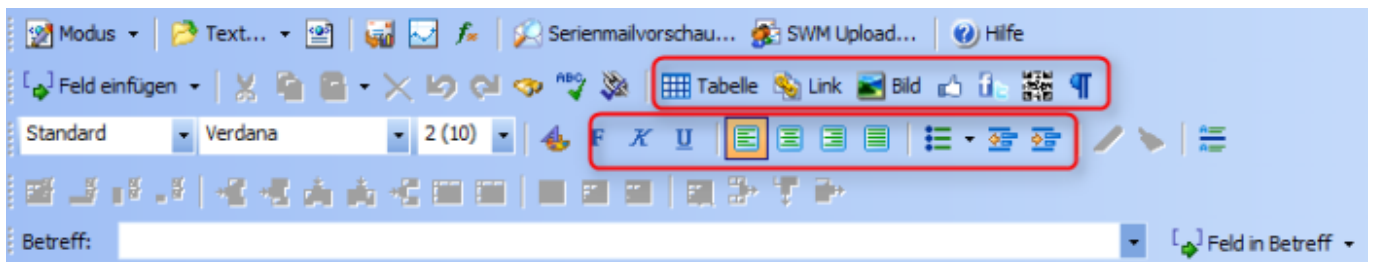 Modus Text... f Serienmailvorschau... SWM Upload... ? Hilfe
Feld einfügen ABC Tabelle Link Bild f t ¶
Standard Verdana 2 (10) F K U
Betreff: Feld in Betreff